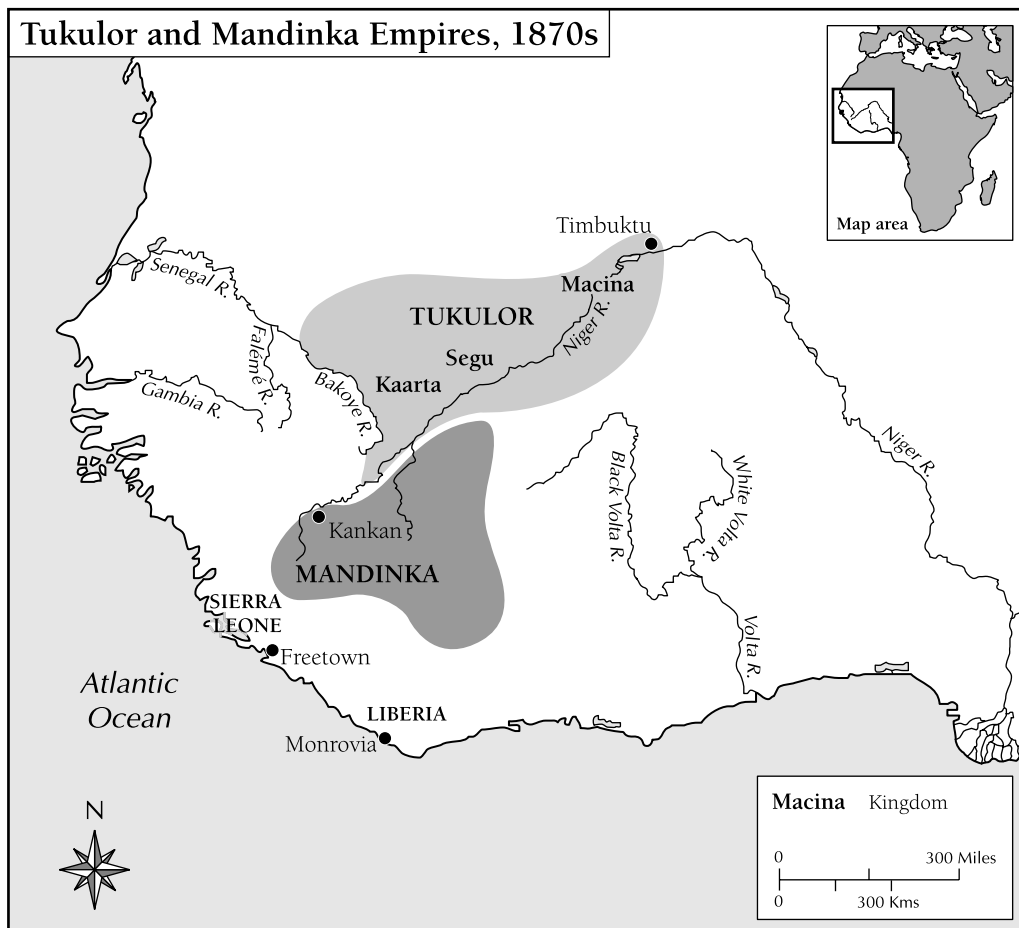 Tukulor and Mandinka Empires, 1870s
Map area
Timbuktu
Senegal R.
Macina
TUKULOR
Niger R.
Falémé R.
Segu
Bakoye R.
Kaarta
Gambia R.
Niger R.
Black Volta R.
White Volta R.
Kankan
MANDINKA
SIERRA
LEONE
Freetown
Volta R.
Atlantic
Ocean
LIBERIA
Monrovia
N
Macina Kingdom
0 300 Miles
0 300 Kms